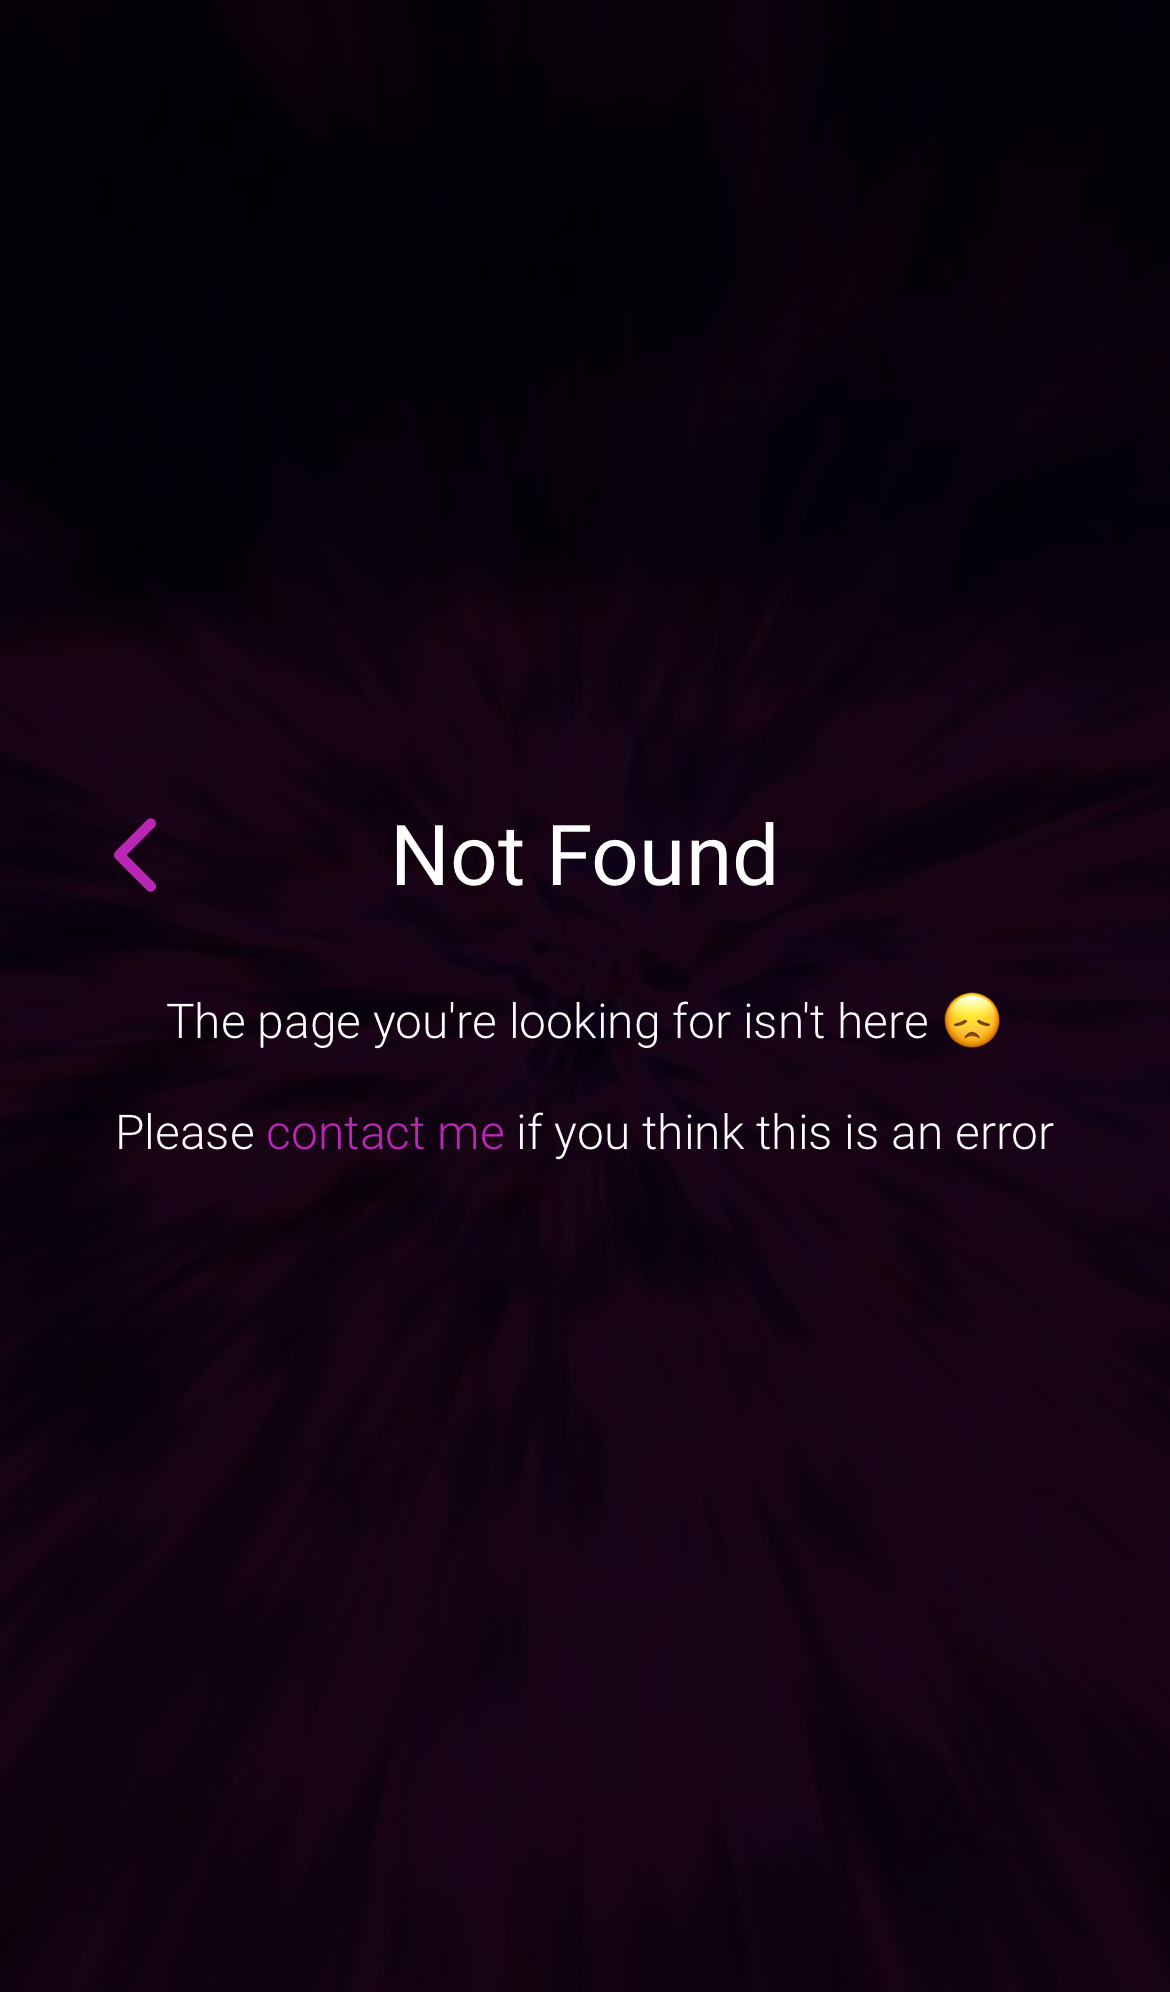 Not Found
The page you're looking for isn't here 😞
Please contact me if you think this is an error